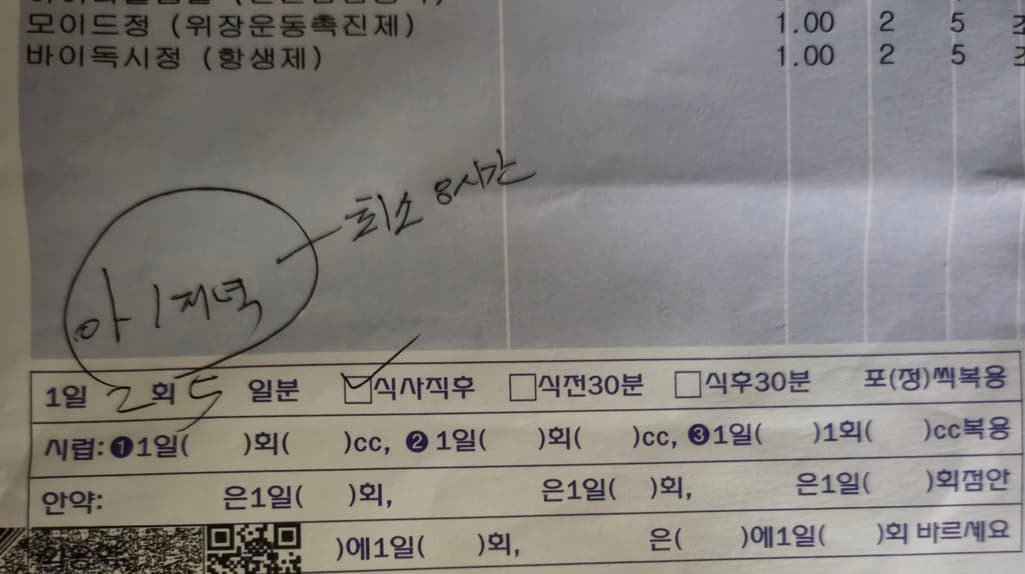 모이드정 (위장운동촉진제) 1.00 2 5
바이독시정 (항생제) 1.00 2 5
최소 8시간
아 / 저녁
1일 2회 5 일분 식사직후 식전30분 식후30분 포(정)씩복용
시럽: ❶1일( )회( )cc, ❷1일( )회( )cc, ❸1일( )1회( )cc복용
안약: 은1일( )회, 은1일( )회, 은1일( )회점안
)에1일( )회, 은( )에1일( )회 바르세요